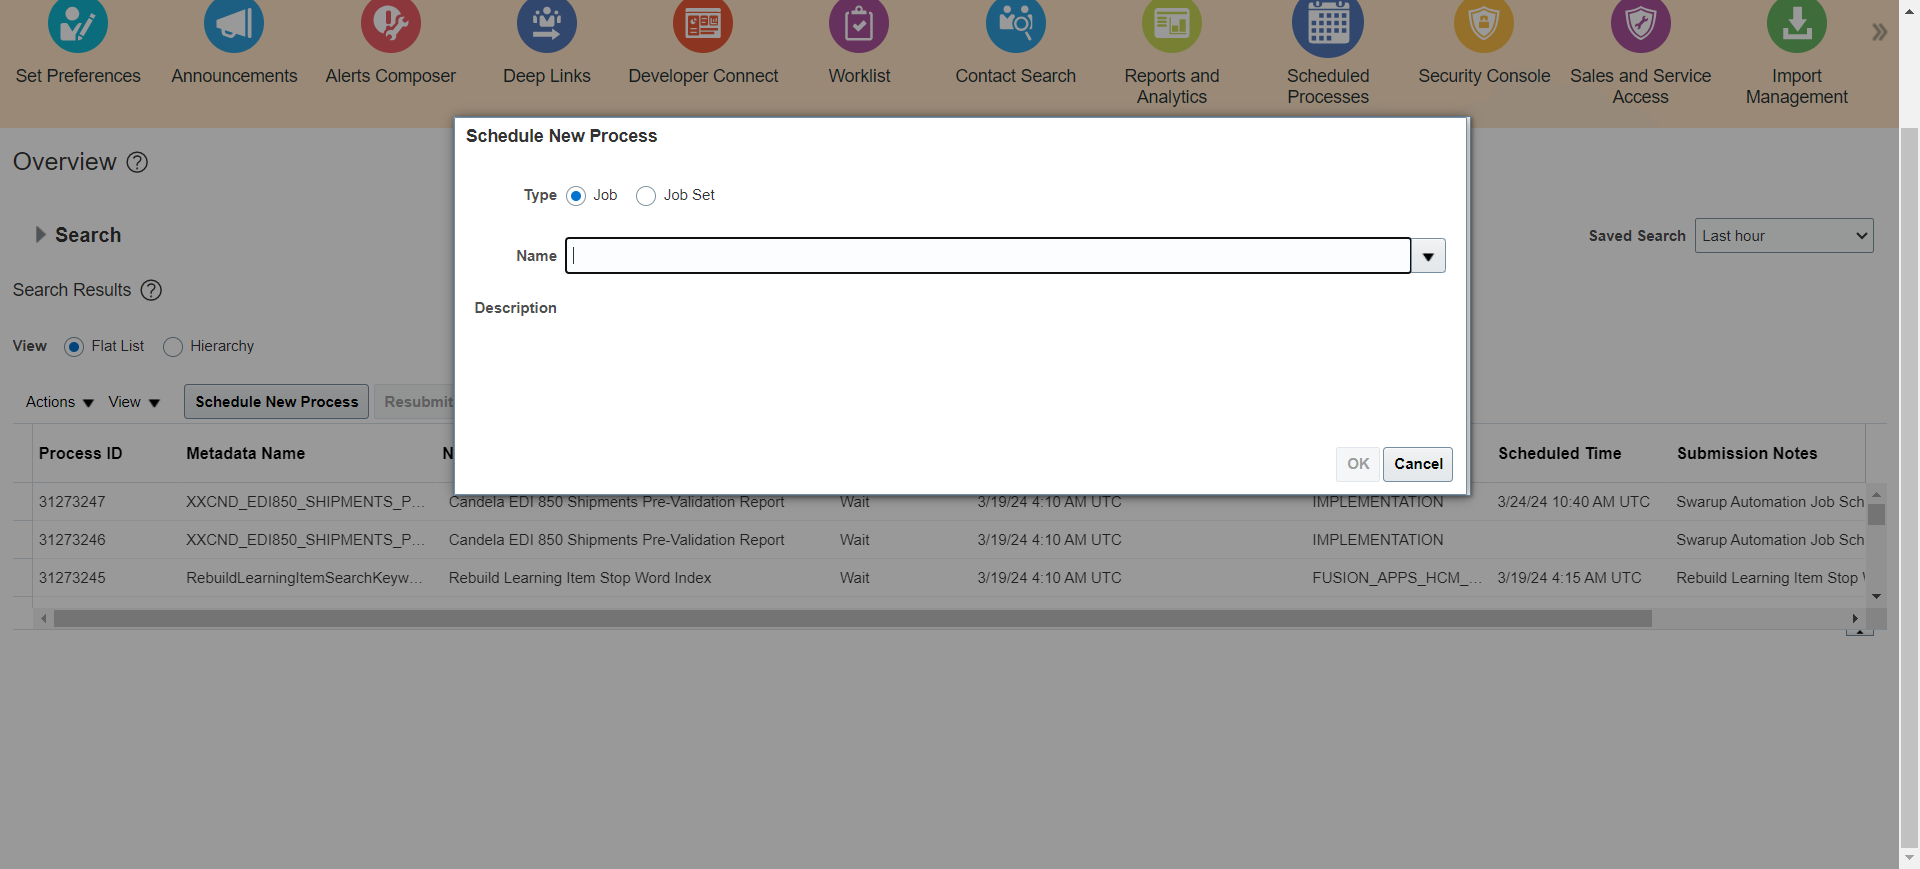 Set Preferences
Announcements
Alerts Composer
Deep Links
Developer Connect
Worklist
Contact Search
Reports and
Analytics
Scheduled
Processes
Security Console
Sales and Service
Access
Import
Management
Overview
Schedule New Process
Type Job Job Set
Name
Description
OK Cancel
Search
Saved Search Last hour
Search Results
View Flat List Hierarchy
Actions View Schedule New Process Resubmit
Process ID Metadata Name N Scheduled Time Submission Notes
31273247 XXCND_EDI850_SHIPMENTS_P... Candela EDI 850 Shipments Pre-Validation Report Wait 3/19/24 4:10 AM UTC IMPLEMENTATION 3/24/24 10:40 AM UTC Swarup Automation Job Sch
31273246 XXCND_EDI850_SHIPMENTS_P... Candela EDI 850 Shipments Pre-Validation Report Wait 3/19/24 4:10 AM UTC IMPLEMENTATION Swarup Automation Job Sch
31273245 RebuildLearningItemSearchKeyw... Rebuild Learning Item Stop Word Index Wait 3/19/24 4:10 AM UTC FUSION_APPS_HCM_... 3/19/24 4:15 AM UTC Rebuild Learning Item Stop